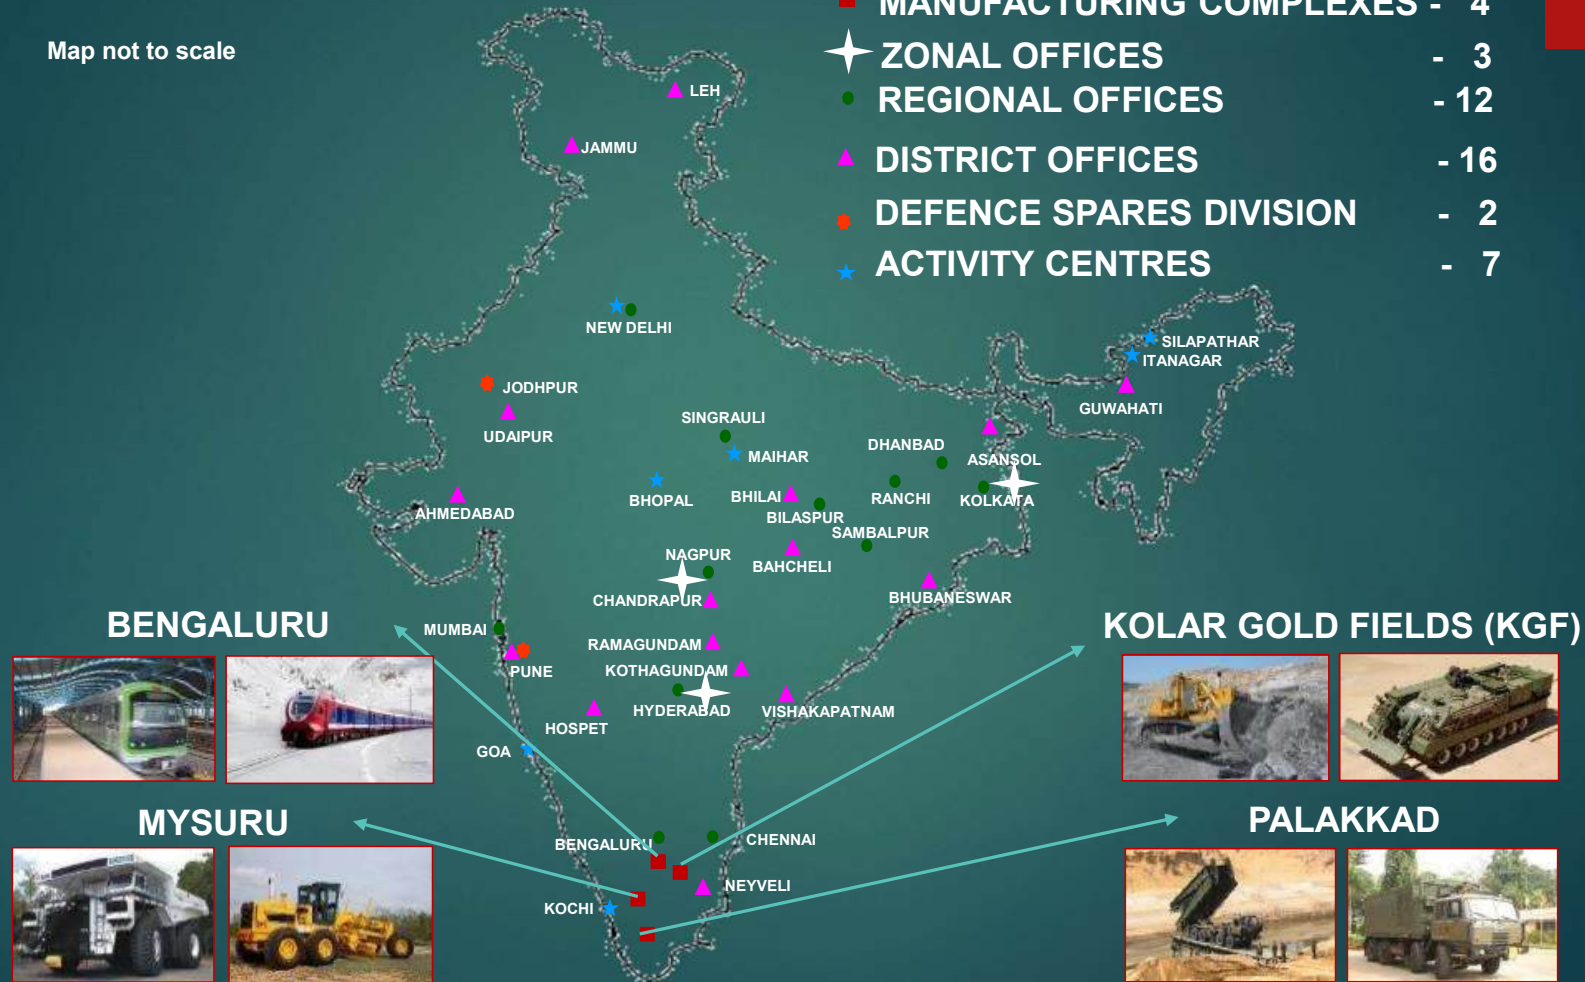 MANUFACTURING COMPLEXES - 4
Map not to scale
ZONAL OFFICES - 3
REGIONAL OFFICES - 12
DISTRICT OFFICES - 16
DEFENCE SPARES DIVISION - 2
ACTIVITY CENTRES - 7
LEH
JAMMU
NEW DELHI
SILAPATHAR
ITANAGAR
JODHPUR
GUWAHATI
UDAIPUR
SINGRAULI
DHANBAD
MAIHAR
ASANSOL
BHOPAL
BHILAI
RANCHI
KOLKATA
AHMEDABAD
BILASPUR
SAMBALPUR
NAGPUR
BAHCHELI
CHANDRAPUR
BHUBANESWAR
BENGALURU
MUMBAI
KOLAR GOLD FIELDS (KGF)
RAMAGUNDAM
PUNE
KOTHAGUNDAM
HYDERABAD
VISHAKAPATNAM
HOSPET
GOA
MYSURU
PALAKKAD
BENGALURU
CHENNAI
NEYVELI
KOCHI